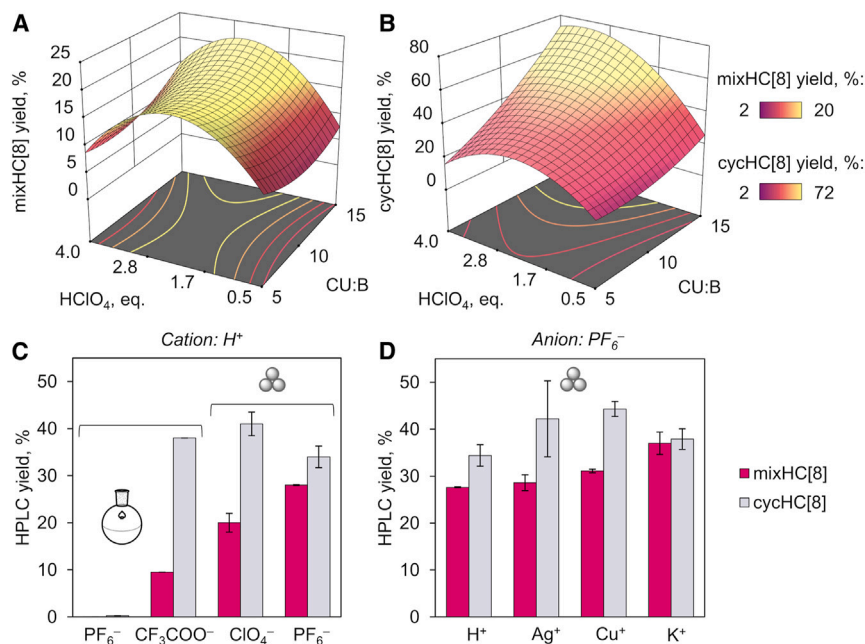 A
mixHC[8] yield, %
25
20
15
10
5
0
4.0
2.8
1.7
0.5
HClO₄, eq.
5
10
15
CU:B
B
cycHC[8] yield, %
80
60
40
20
0
4.0
2.8
1.7
0.5
HClO₄, eq.
5
10
15
CU:B
mixHC[8] yield, %:
2 20
cycHC[8] yield, %:
2 72
C
Cation: H⁺
HPLC yield, %
50
40
30
20
10
0
PF₆⁻ CF₃COO⁻ ClO₄⁻ PF₆⁻
D
Anion: PF₆⁻
HPLC yield, %
50
40
30
20
10
0
H⁺ Ag⁺ Cu⁺ K⁺
mixHC[8]
cycHC[8]